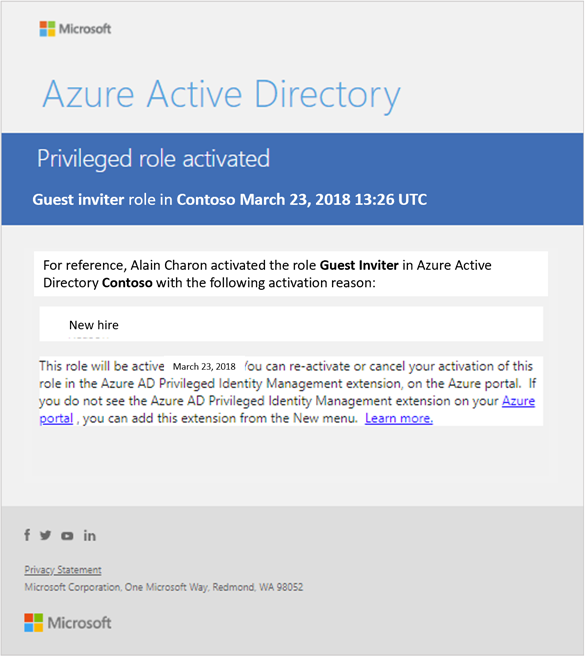 Microsoft
Azure Active Directory
Privileged role activated
Guest inviter role in Contoso March 23, 2018 13:26 UTC
For reference, Alain Charon activated the role Guest Inviter in Azure Active
Directory Contoso with the following activation reason:
New hire
This role will be active March 23, 2018 You can re-activate or cancel your activation of this
role in the Azure AD Privileged Identity Management extension, on the Azure portal. If
you do not see the Azure AD Privileged Identity Management extension on your Azure
portal , you can add this extension from the New menu. Learn more.
Privacy Statement
Microsoft Corporation, One Microsoft Way, Redmond, WA 98052
Microsoft